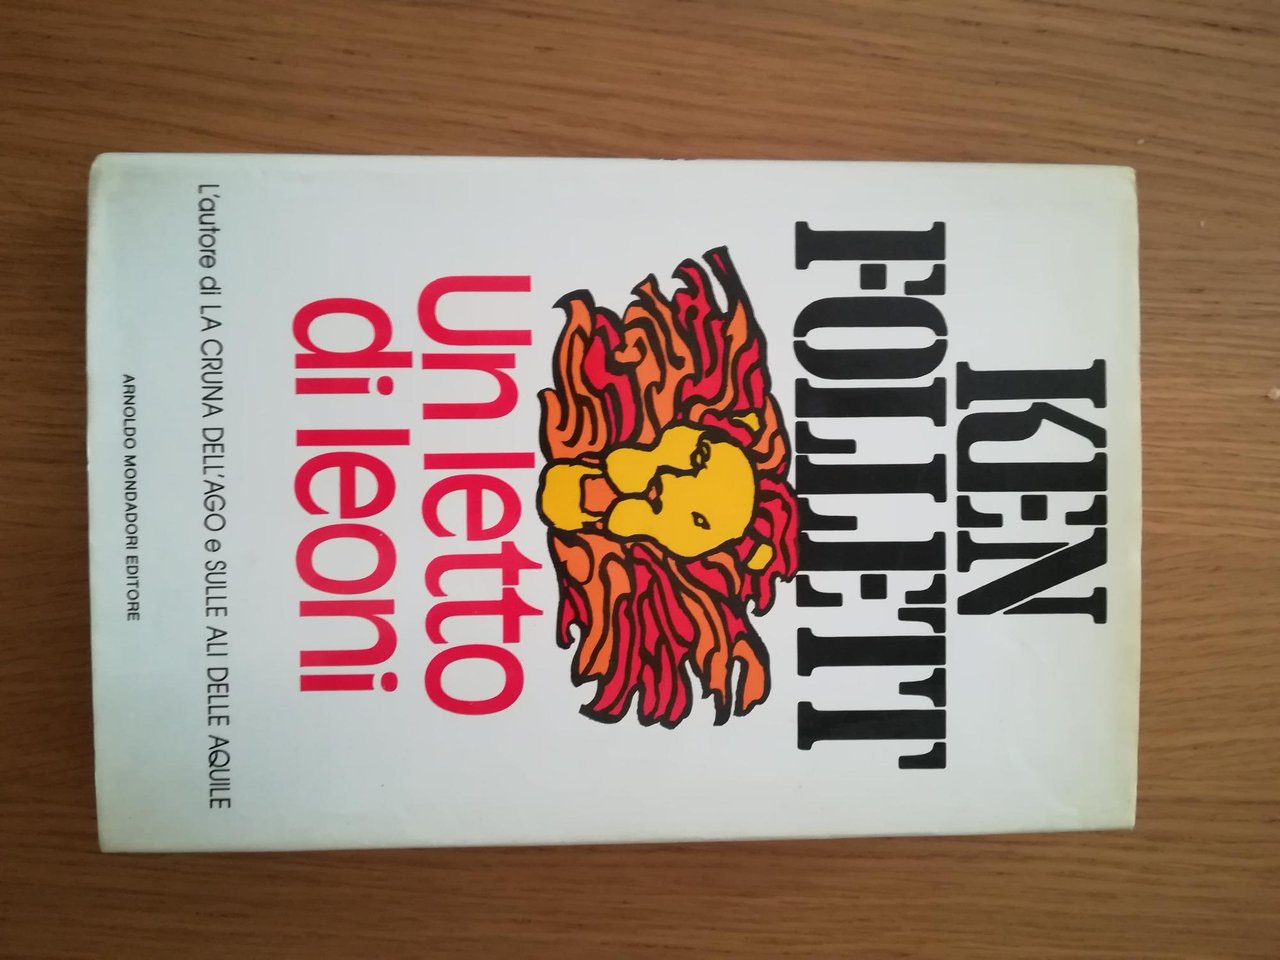 KEN
FOLLETT
Un letto
di leoni
L'autore di LA CRUNA DELL'AGO e SULLE ALI DELLE AQUILE
ARNOLDO MONDADORI EDITORE